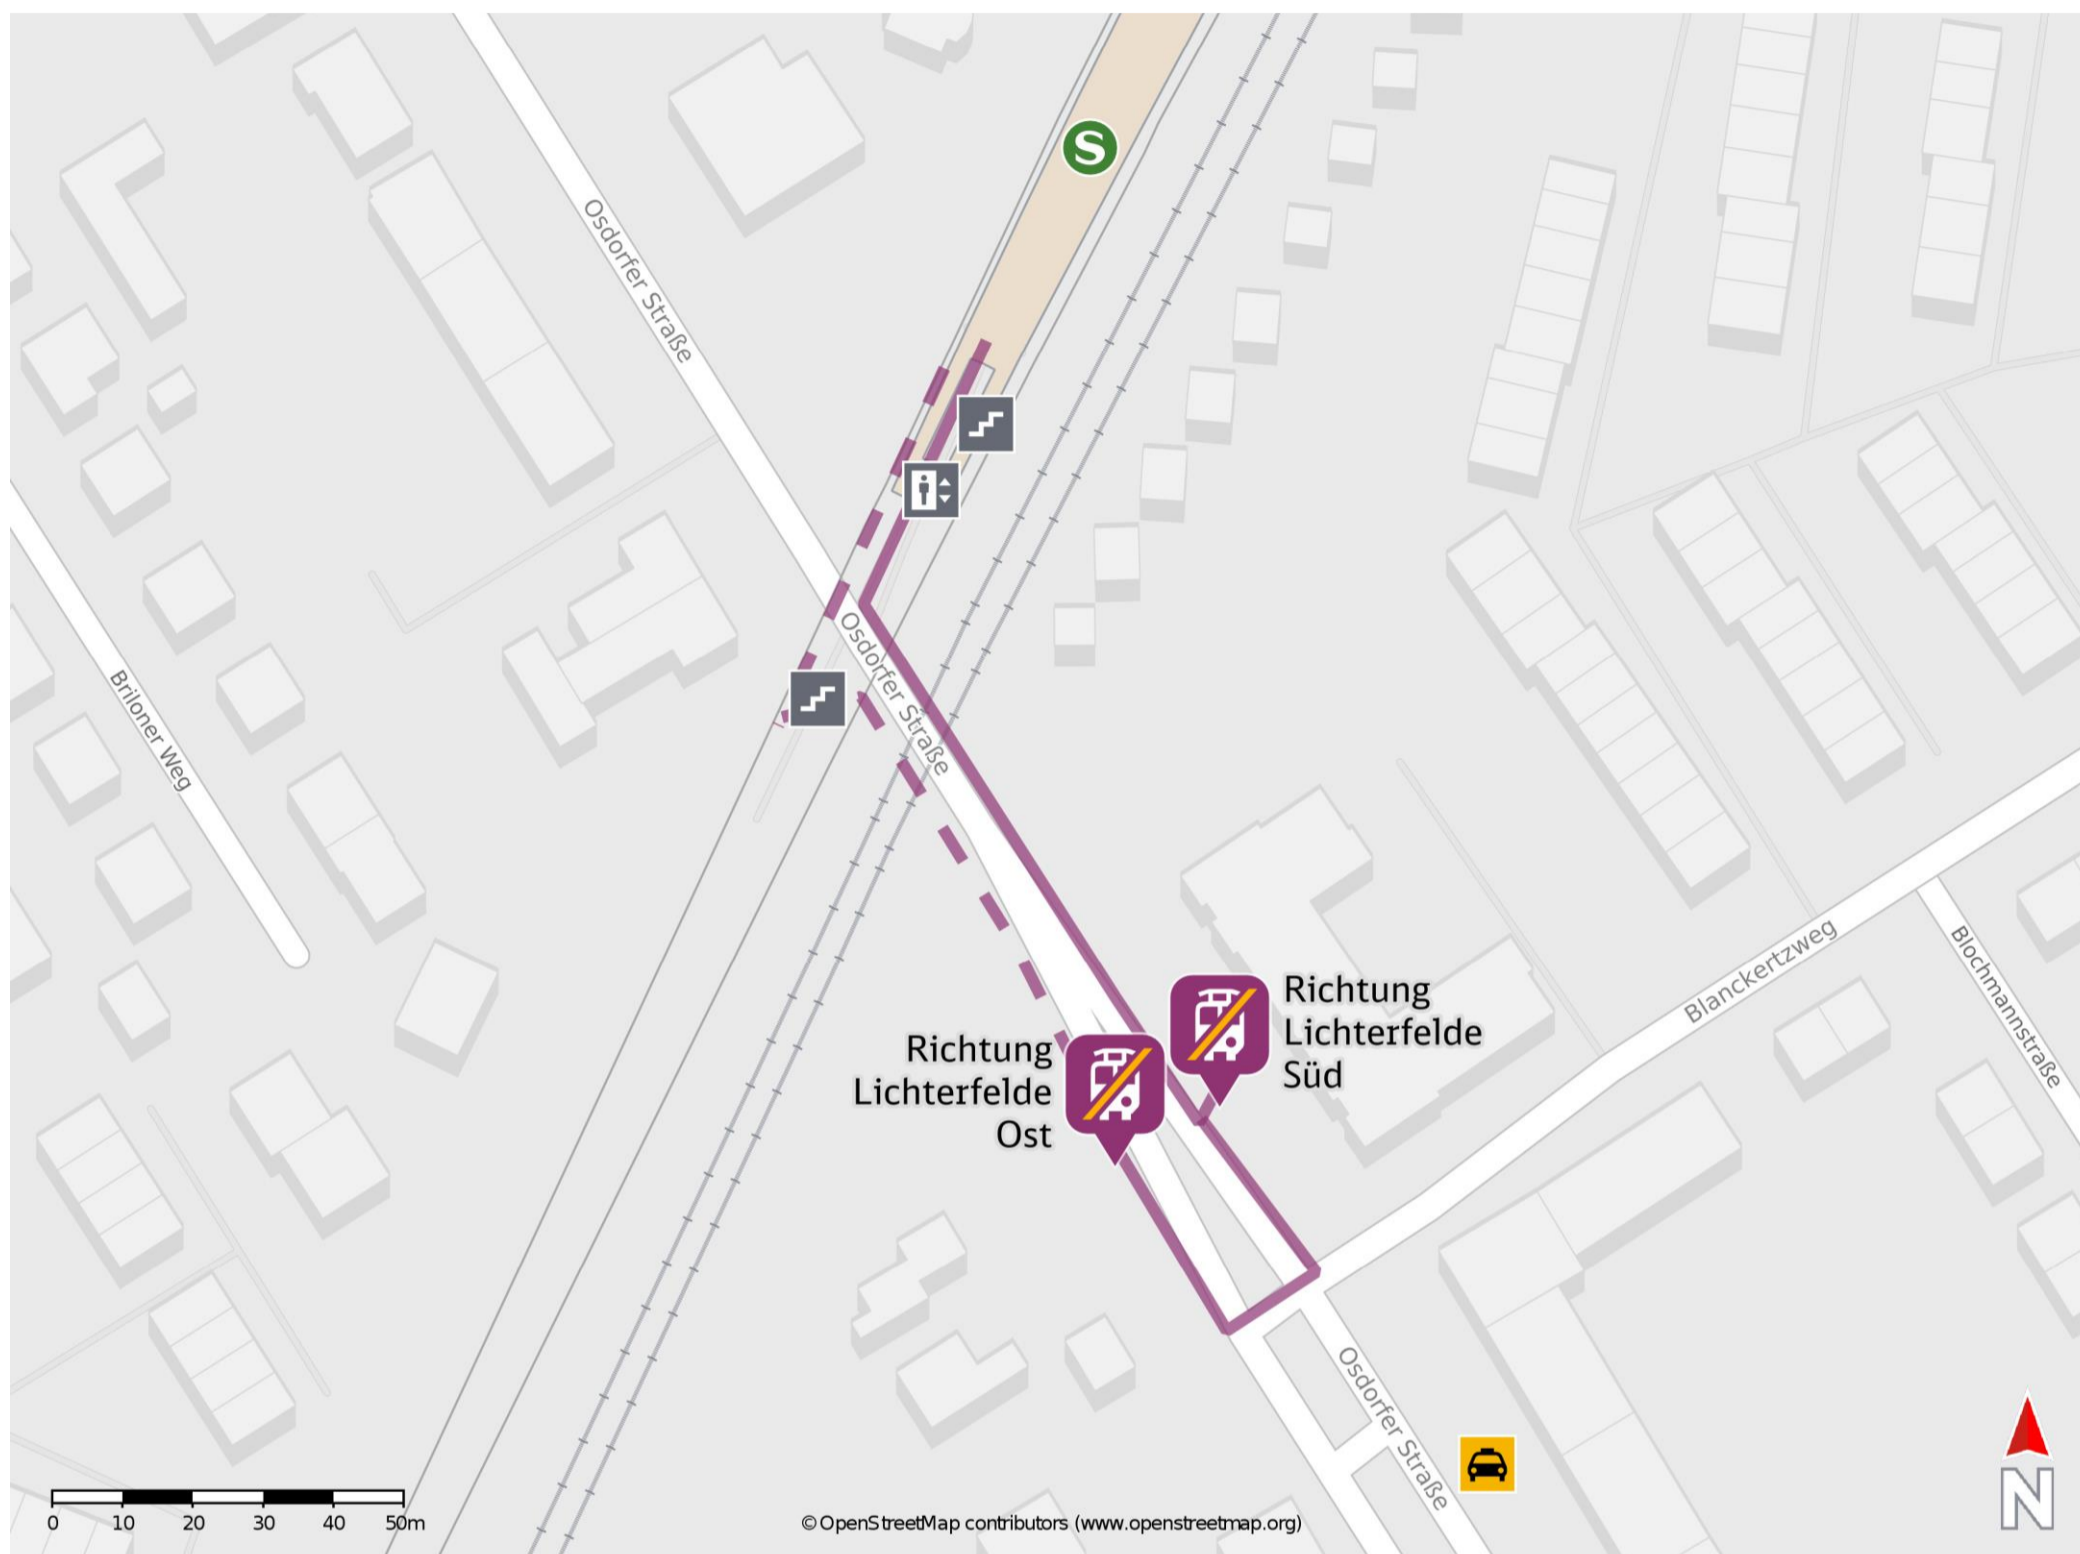 S
Osdorfer Straße
Osdorfer Straße
Briloner Weg
Blanckertzweg
Blochmannstraße
Richtung
Lichterfelde
Süd
Richtung
Lichterfelde
Ost
Osdorfer Straße
0 10 20 30 40 50m
© OpenStreetMap contributors (www.openstreetmap.org)
N